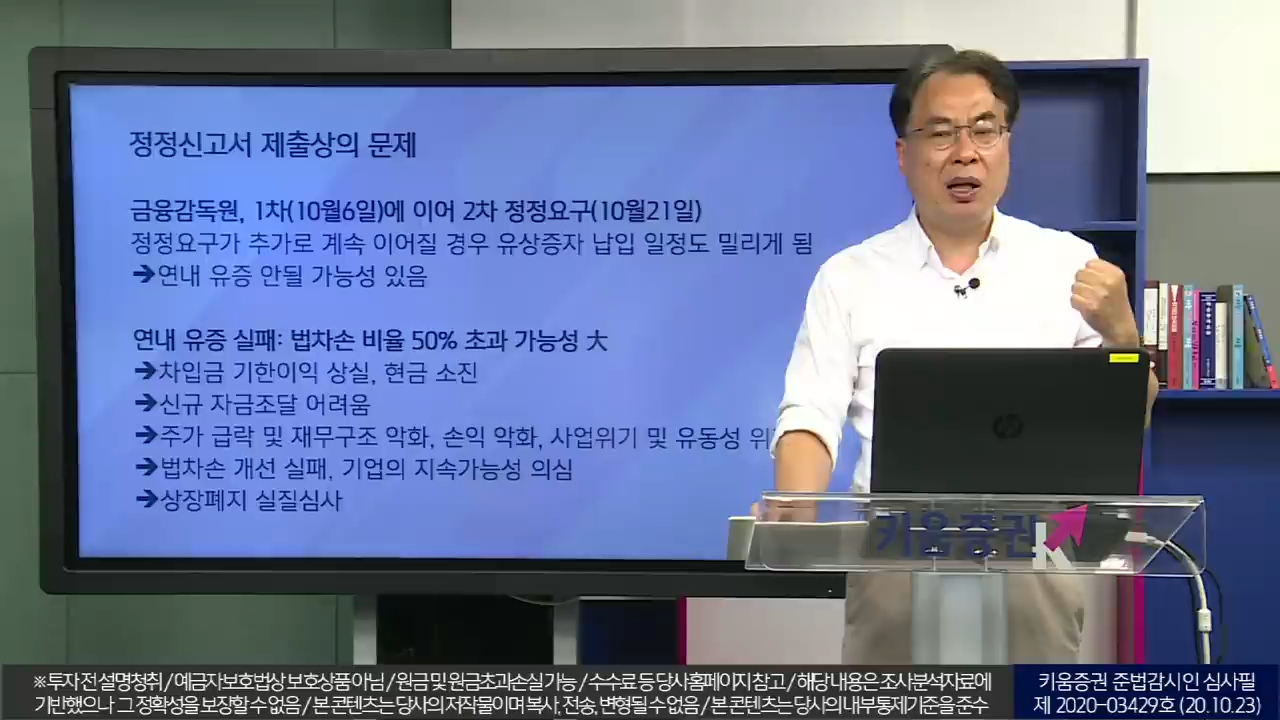 정정신고서 제출상의 문제
금융감독원, 1차(10월6일)에 이어 2차 정정요구(10월21일)
정정요구가 추가로 계속 이어질 경우 유상증자 납입 일정도 밀리게 됨
➔연내 유증 안될 가능성 있음
연내 유증 실패: 법차손 비율 50% 초과 가능성 大
➔차입금 기한이익 상실, 현금 소진
➔신규 자금조달 어려움
➔주가 급락 및 재무구조 악화, 손익 악화, 사업위기 및 유동성 위
➔법차손 개선 실패, 기업의 지속가능성 의심
➔상장폐지 실질심사
hp
키움증권
※ 투자 전 설명청취 / 예금자보호법상 보호상품 아님 / 원금 및 원금초과손실 가능 / 수수료 등 당사 홈페이지 참고 / 해당 내용은 조사분석자료에
기반했으나 그 정확성을 보장할 수 없음 / 본 콘텐츠는 당사의 저작물이며 복사, 전송, 변형될 수 없음 / 본 콘텐츠는 당사의 내부통제기준을 준수
키움증권 준법감시인 심사필
제 2020-03429호 (20.10.23)